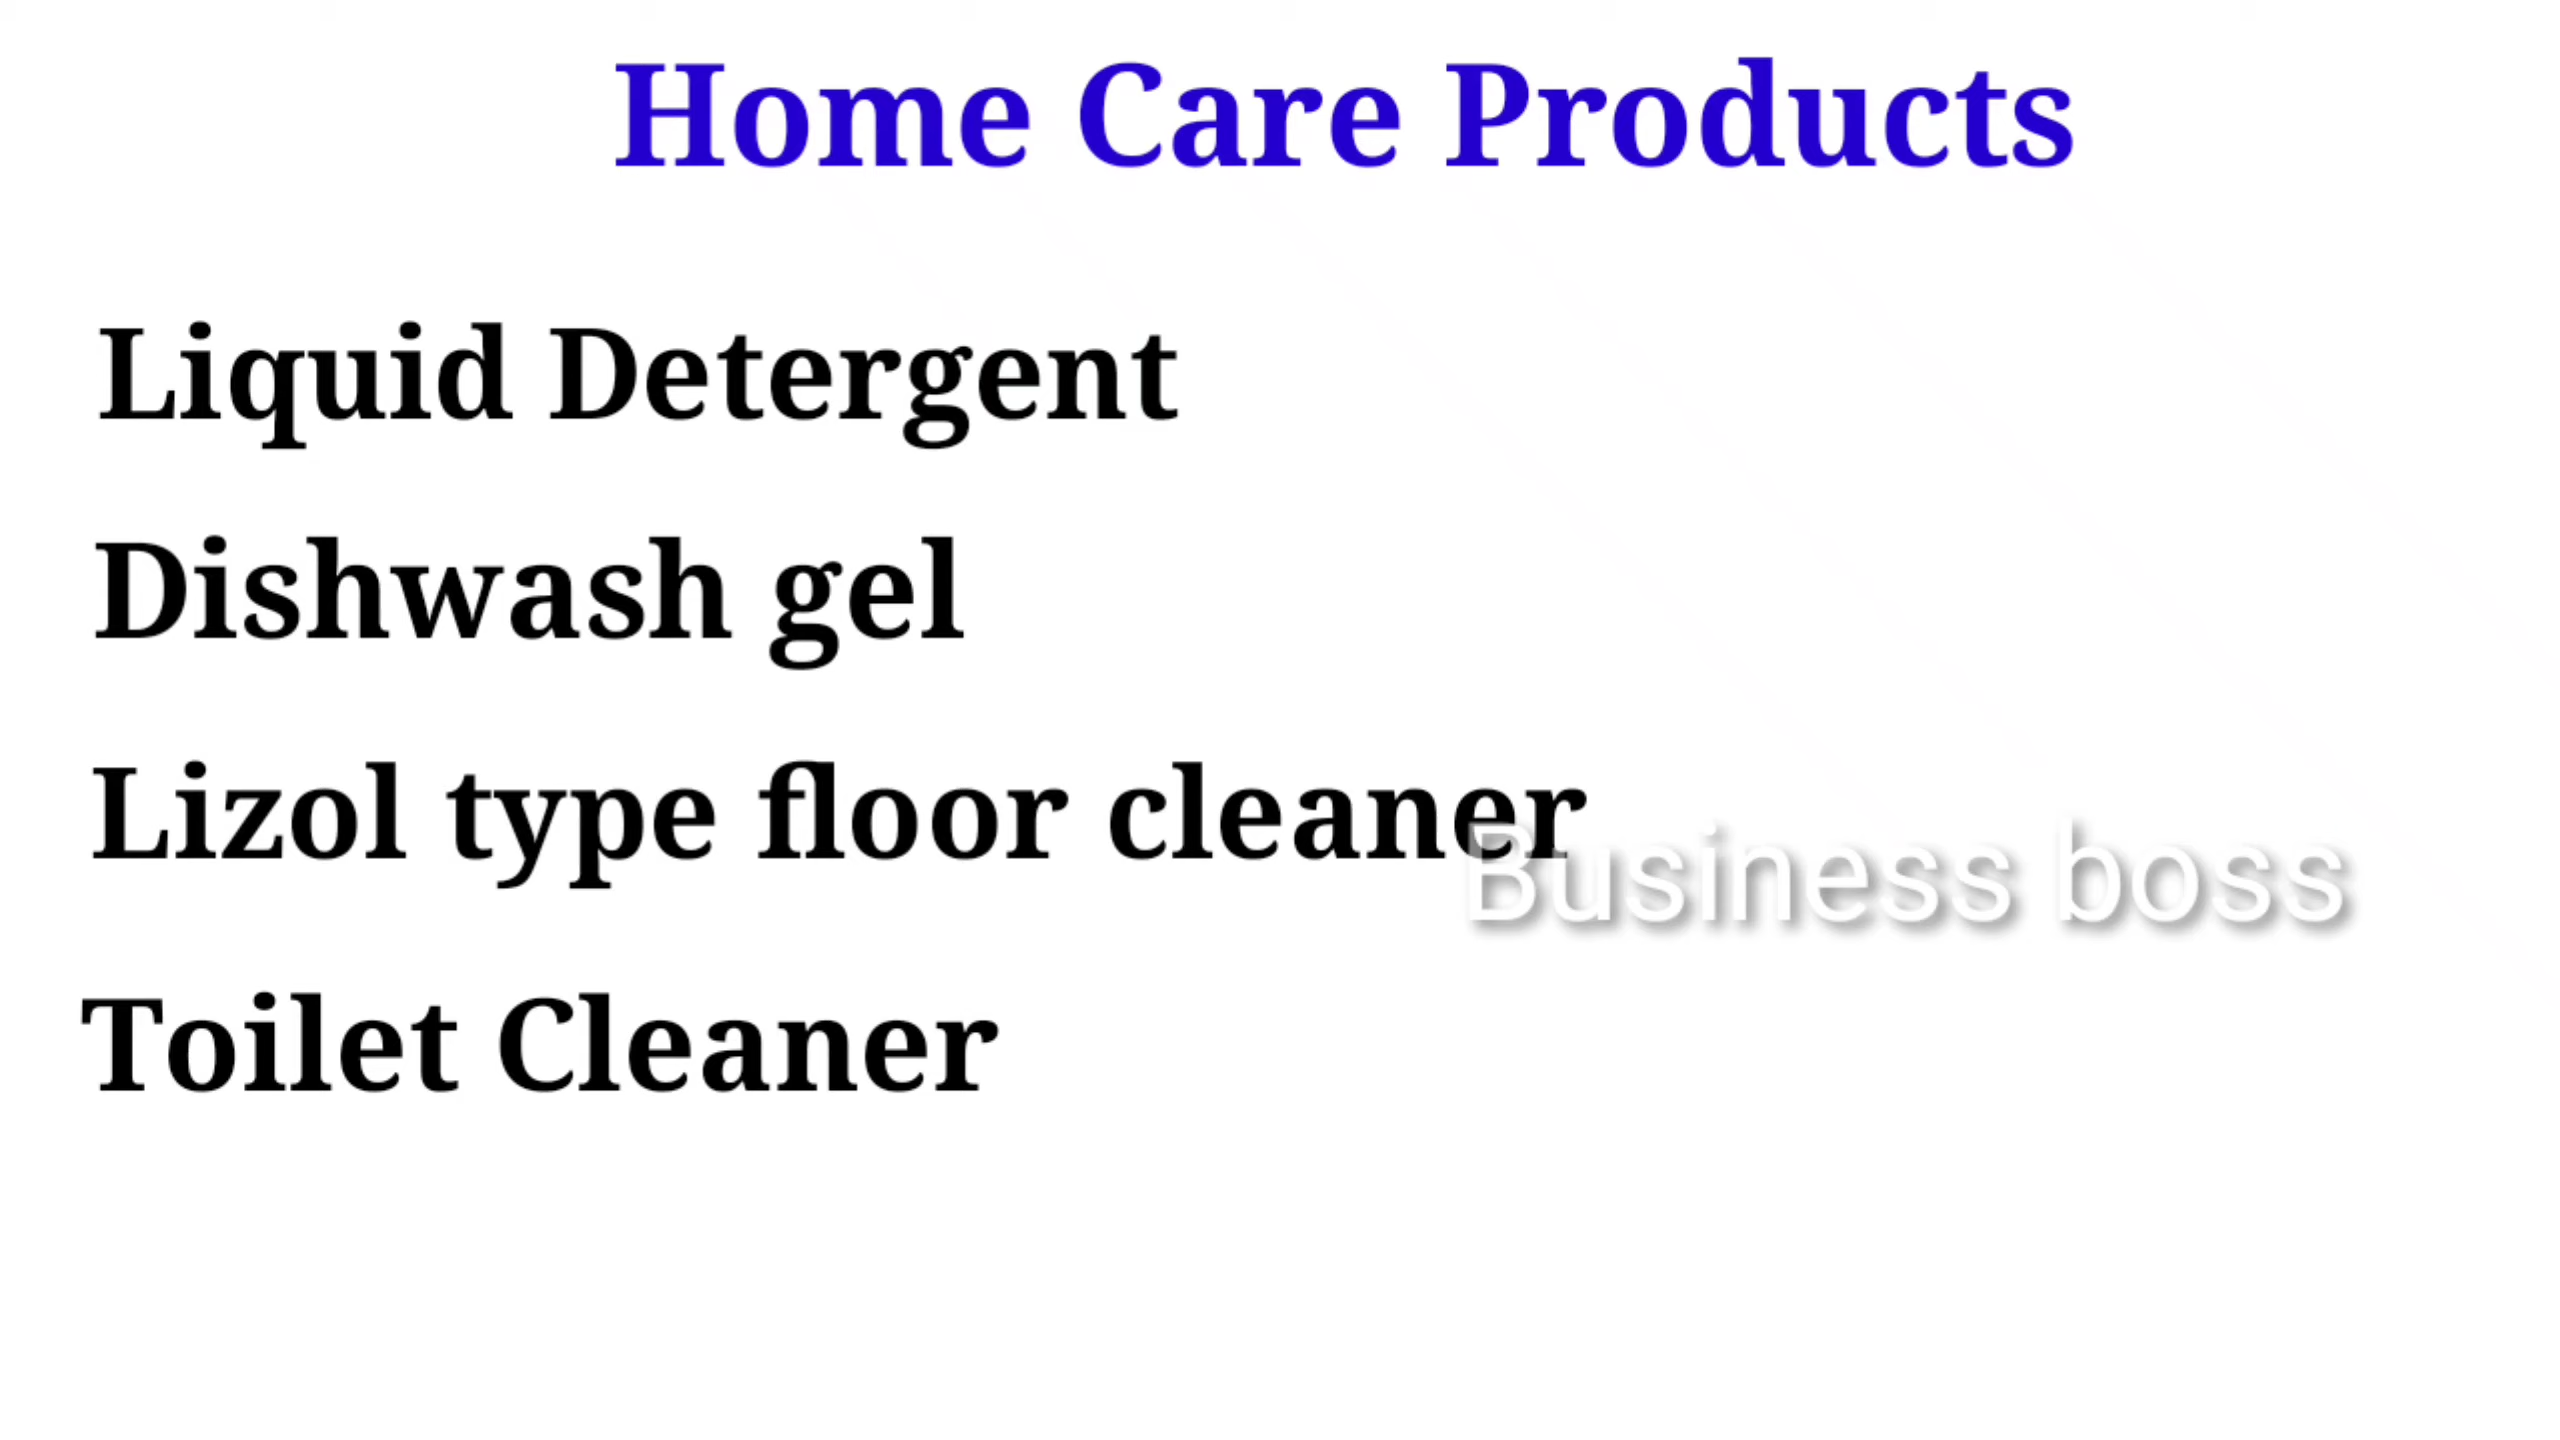 Home Care Products
Liquid Detergent
Dishwash gel
Lizol type floor cleaner
Business boss
Toilet Cleaner